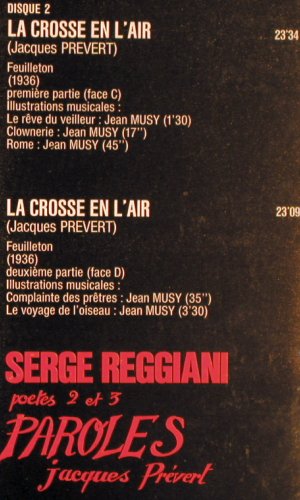 DISQUE 2
LA CROSSE EN L'AIR 23'34
(Jacques PREVERT)
Feuilleton
(1936)
première partie (face C)
Illustrations musicales :
Le rêve du veilleur : Jean MUSY (1'30)
Clownerie : Jean MUSY (17'')
Rome : Jean MUSY (45'')
LA CROSSE EN L'AIR 23'09
(Jacques PREVERT)
Feuilleton
(1936)
deuxième partie (face D)
Illustrations musicales :
Complainte des prêtres : Jean MUSY (35'')
Le voyage de l'oiseau : Jean MUSY (3'30)
SERGE REGGIANI
poetes 2 et 3
PAROLES
jacques Prévert